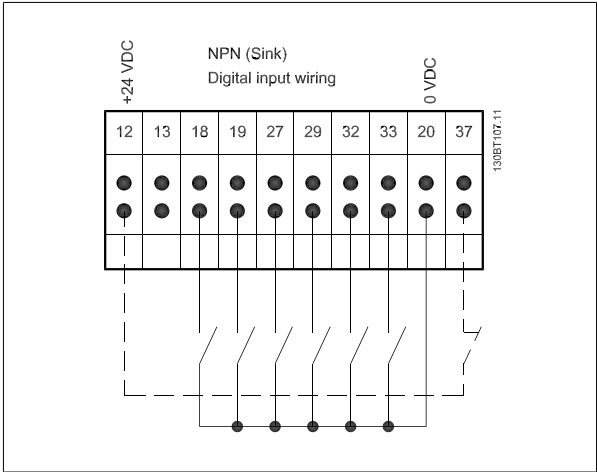 NPN (Sink)
Digital input wiring
+24 VDC
0 VDC
12 13 18 19 27 29 32 33 20 37
130BT107.11